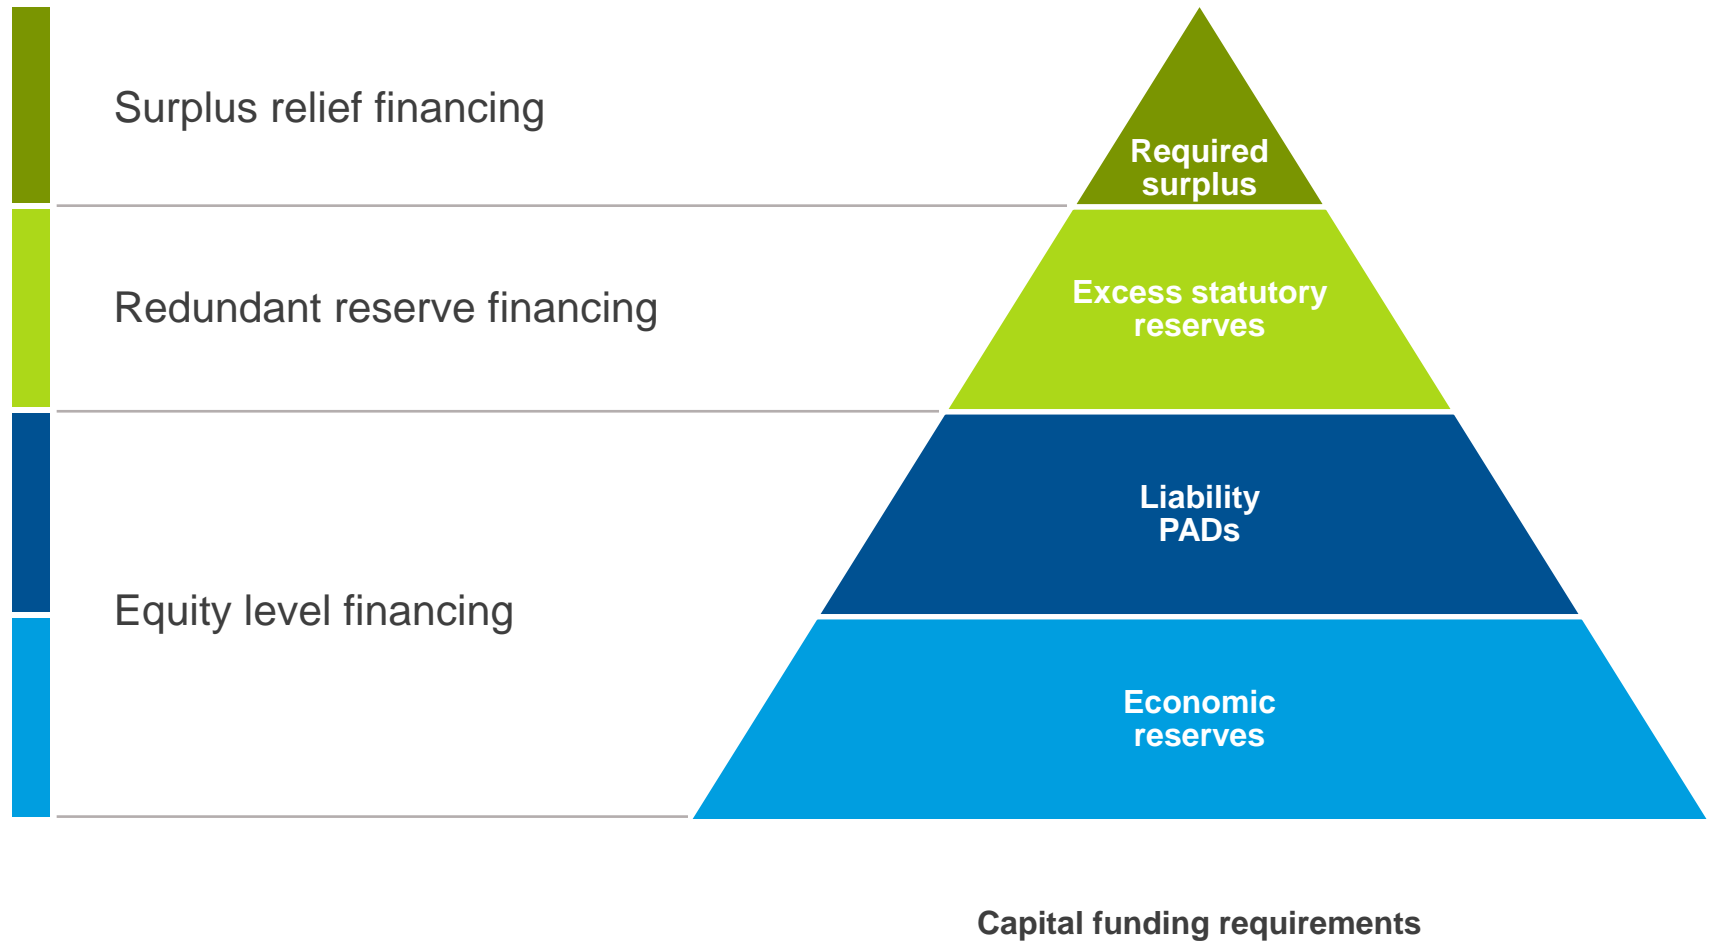 Surplus relief financing
Required
surplus
Redundant reserve financing
Excess statutory
reserves
Liability
PADs
Equity level financing
Economic
reserves
Capital funding requirements